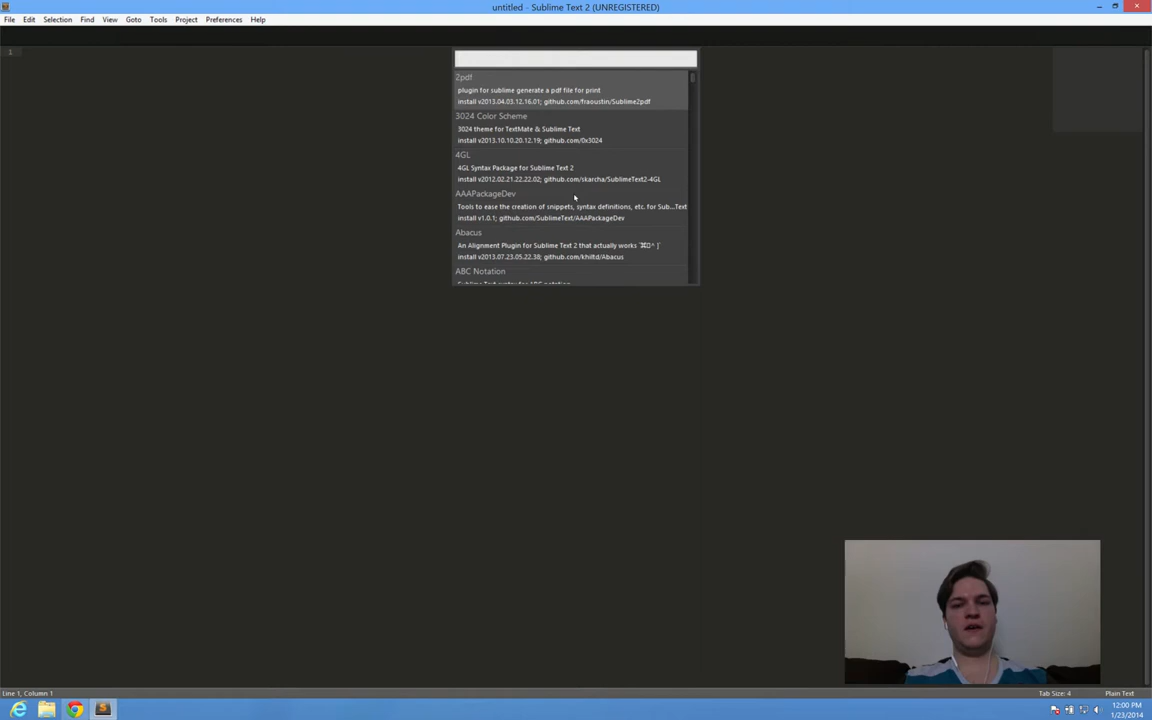 untitled - Sublime Text 2 (UNREGISTERED)
File Edit Selection Find View Goto Tools Project Preferences Help
1
2pdf
plugin for sublime generate a pdf file for print
install v2013.04.03.12.16.01; github.com/fraoustin/Sublime2pdf
3024 Color Scheme
3024 theme for TextMate & Sublime Text
install v2013.10.10.20.12.19; github.com/0x3024
4GL
4GL Syntax Package for Sublime Text 2
install v2012.02.21.22.22.02; github.com/skarcha/SublimeText2-4GL
AAAPackageDev
Tools to ease the creation of snippets, syntax definitions, etc. for Sub...Text
install v1.0.1; github.com/SublimeText/AAAPackageDev
Abacus
An Alignment Plugin for Sublime Text 2 that actually works
install v2013.07.23.05.22.38; github.com/khiltd/Abacus
ABC Notation
Sublime Text syntax for ABC notation
Line 1, Column 1
Tab Size: 4 Plain Text
12:00 PM
1/23/2014